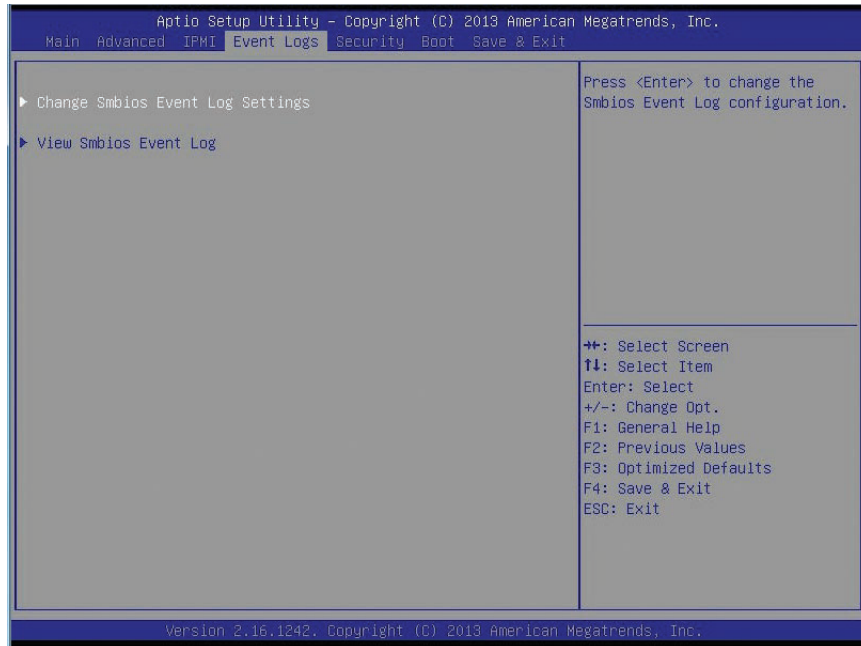 Aptio Setup Utility – Copyright (C) 2013 American Megatrends, Inc.
Main Advanced IPMI Event Logs Security Boot Save & Exit
▶ Change Smbios Event Log Settings
▶ View Smbios Event Log
Press <Enter> to change the
Smbios Event Log configuration.
→←: Select Screen
↑↓: Select Item
Enter: Select
+/-: Change Opt.
F1: General Help
F2: Previous Values
F3: Optimized Defaults
F4: Save & Exit
ESC: Exit
Version 2.16.1242. Copyright (C) 2013 American Megatrends, Inc.